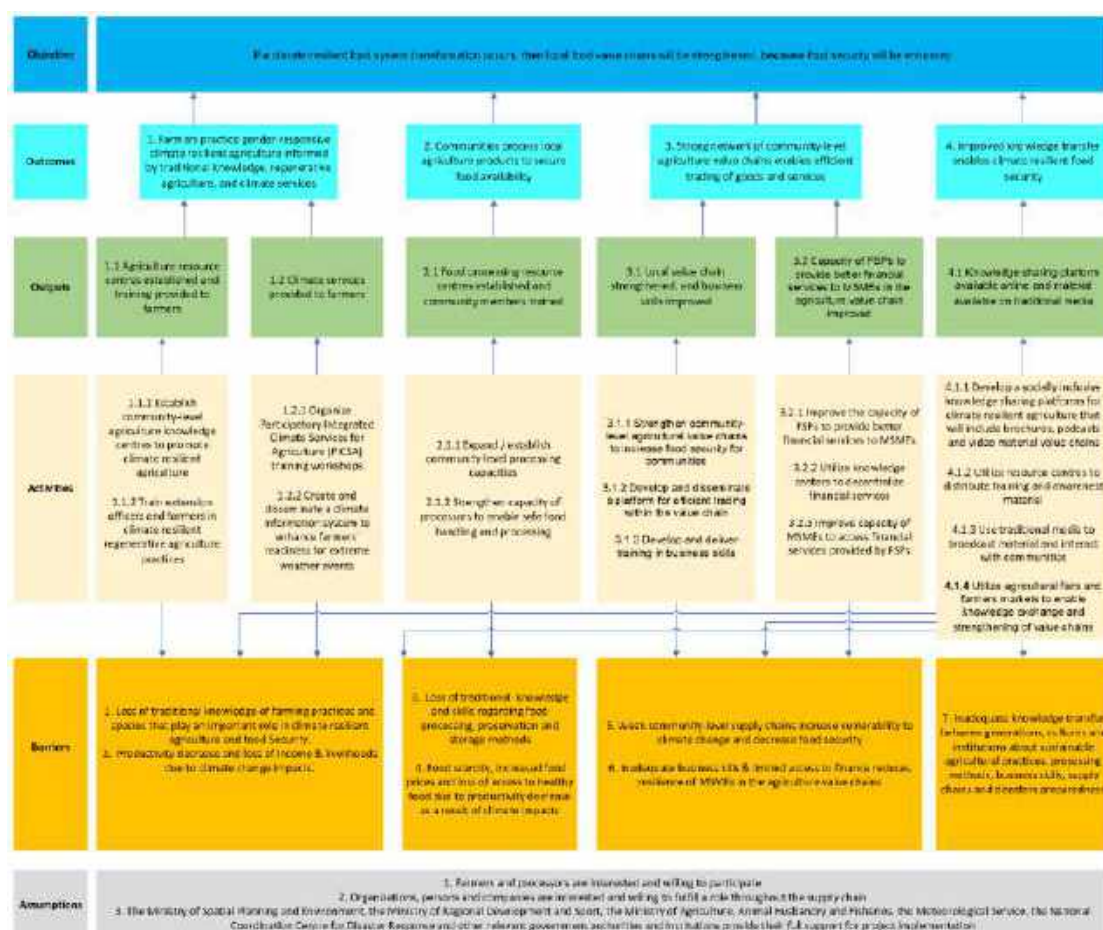 Objective
If a climate resilient food system transformation occurs, then local food value chains will be strengthened, because food security will be enhanced
Outcomes
1. Farmers practice gender-responsive
climate resilient agriculture informed
by traditional knowledge, regenerative
agriculture, and climate services
2. Communities process local
agriculture products to secure
food availability
3. Strong network of community-level
agriculture value chains enables efficient
trading of goods and services
4. Improved knowledge transfer
enables climate resilient food
security
Outputs
1.1 Agriculture resource
centres established and
training provided to
farmers
1.2 Climate services
provided to farmers
2.1 Food processing resource
centres established and
community members trained
3.1 Local value chain
strengthened, and business
skills improved
3.2 Capacity of FSPs to
provide better financial
services to MSMEs in the
agriculture value chain
improved
4.1 Knowledge sharing platform
available online and material
available on traditional media
Activities
1.1.1 Establish
community-level
agriculture knowledge
centres to promote
climate resilient
agriculture
1.1.2 Train extension
officers and farmers in
climate resilient
regenerative agriculture
practices
1.2.1 Organise
Participatory Integrated
Climate Services for
Agriculture (PICSA)
training workshops
1.2.2 Create and
disseminate a climate
information system to
enhance farmers
readiness for extreme
weather events
2.1.1 Expand / establish
community level processing
capacities
2.1.2 Strengthen capacity of
processors to enable safe food
handling and processing
3.1.1 Strengthen community-
level agricultural value chains
to increase food security for
communities
3.1.2 Develop and disseminate
a platform for efficient trading
within the value chain
3.1.3 Develop and deliver
training in business skills
3.2.1 Improve the capacity of
FSPs to provide better
financial services to MSMEs.
3.2.2 Utilize knowledge
centers to decentralize
financial services
3.2.3 Improve capacity of
MSMEs to access financial
services provided by FSPs
4.1.1 Develop a socially inclusive
knowledge sharing platforms for
climate resilient agriculture that
will include brochures, podcasts
and video material value chains
4.1.2 Utilize resource centres to
distribute training and awareness
material
4.1.3 Use traditional media to
broadcast material and interact
with communities
4.1.4 Utilize agricultural fairs and
farmers markets to enable
knowledge exchange and
strengthening of value chains
Barriers
1. Loss of traditional knowledge of farming practices and
species that play an important role in climate resilient
agriculture and food Security.
2. Productivity decrease and loss of income & livelihoods
due to climate change impacts.
3. Loss of traditional knowledge
and skills regarding food
processing, preservation and
storage methods
4. Food scarcity, increased food
prices and loss of access to healthy
food due to productivity decrease
as a result of climate impacts
5. Weak community-level supply chains increase vulnerability to
climate change and decrease food security
6. Inadequate business skills & limited access to finance reduces
resilience of MSMEs in the agriculture value chains
7. Inadequate knowledge transfer
between generations, cultures and
institutions about sustainable
agricultural practices, processing
methods, business skills, supply
chains and disasters preparedness
Assumptions
1. Farmers and processors are interested and willing to participate
2. Organizations, persons and companies are interested and willing to fulfill a role throughout the supply chain
3. The Ministry of Spatial Planning and Environment, the Ministry of Regional Development and Sport, the Ministry of Agriculture, Animal Husbandry and Fisheries, the Meteorological Service, the National
Coordination Centre for Disaster Response and other relevant government authorities and institutions provide their full support for project implementation